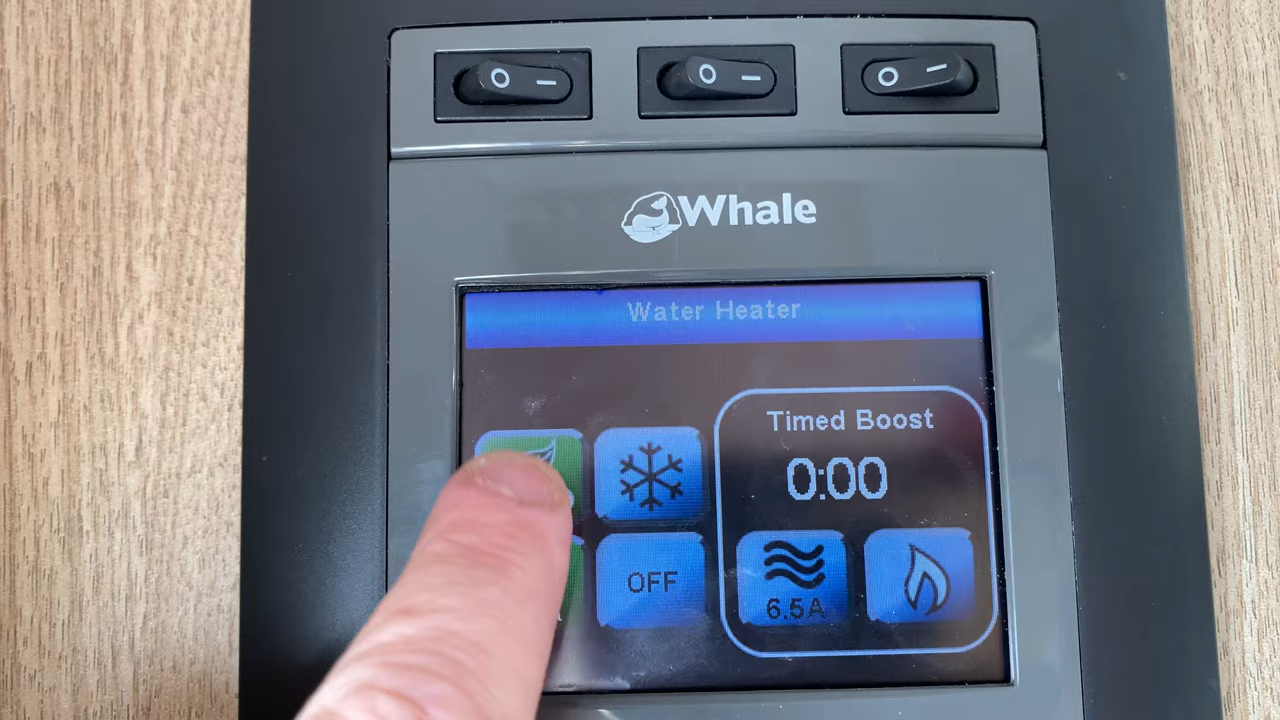 O –
O –
O –
Whale
Water Heater
Timed Boost
0:00
OFF
6.5A